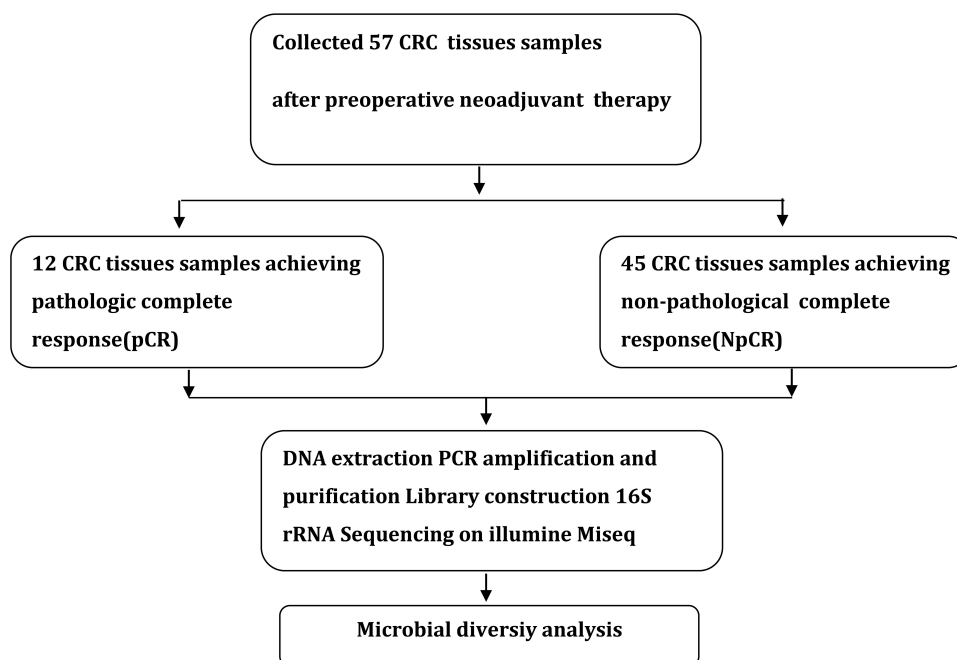 Collected 57 CRC tissues samples
after preoperative neoadjuvant therapy
12 CRC tissues samples achieving
pathologic complete
response(pCR)
45 CRC tissues samples achieving
non-pathological complete
response(NpCR)
DNA extraction PCR amplification and
purification Library construction 16S
rRNA Sequencing on illumine Miseq
Microbial diversiy analysis